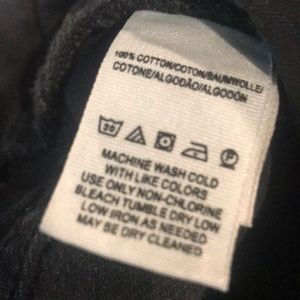 100% COTTON/COTON/BAUMWOLLE/
COTONE/ALGODÃO/ALGODÓN
30
P
MACHINE WASH COLD
WITH LIKE COLORS
USE ONLY NON-CHLORINE
BLEACH TUMBLE DRY LOW
LOW IRON AS NEEDED
MAY BE DRY CLEANED